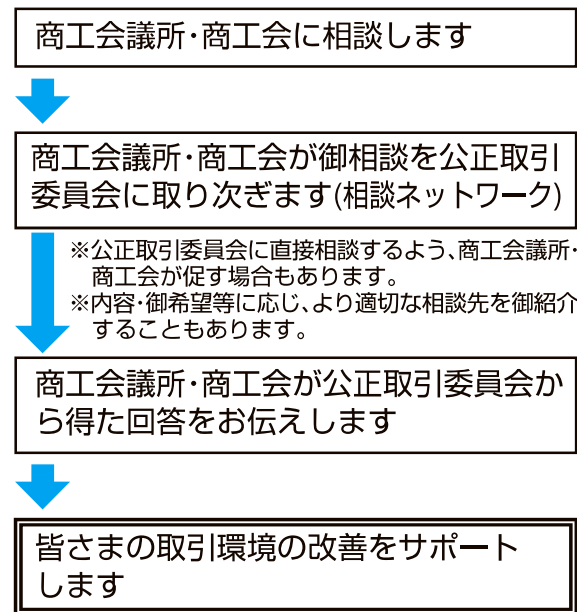 商工会議所・商工会に相談します
商工会議所・商工会が御相談を公正取引
委員会に取り次ぎます(相談ネットワーク)
※公正取引委員会に直接相談するよう、商工会議所・
商工会が促す場合もあります。
※内容・御希望等に応じ、より適切な相談先を御紹介
することもあります。
商工会議所・商工会が公正取引委員会か
ら得た回答をお伝えします
皆さまの取引環境の改善をサポート
します